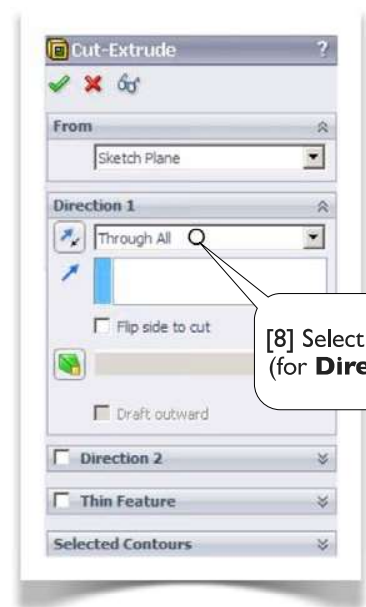 Cut-Extrude ?
From
Sketch Plane
Direction 1
Through All
Flip side to cut
[8] Select
(for Dire
Draft outward
Direction 2
Thin Feature
Selected Contours